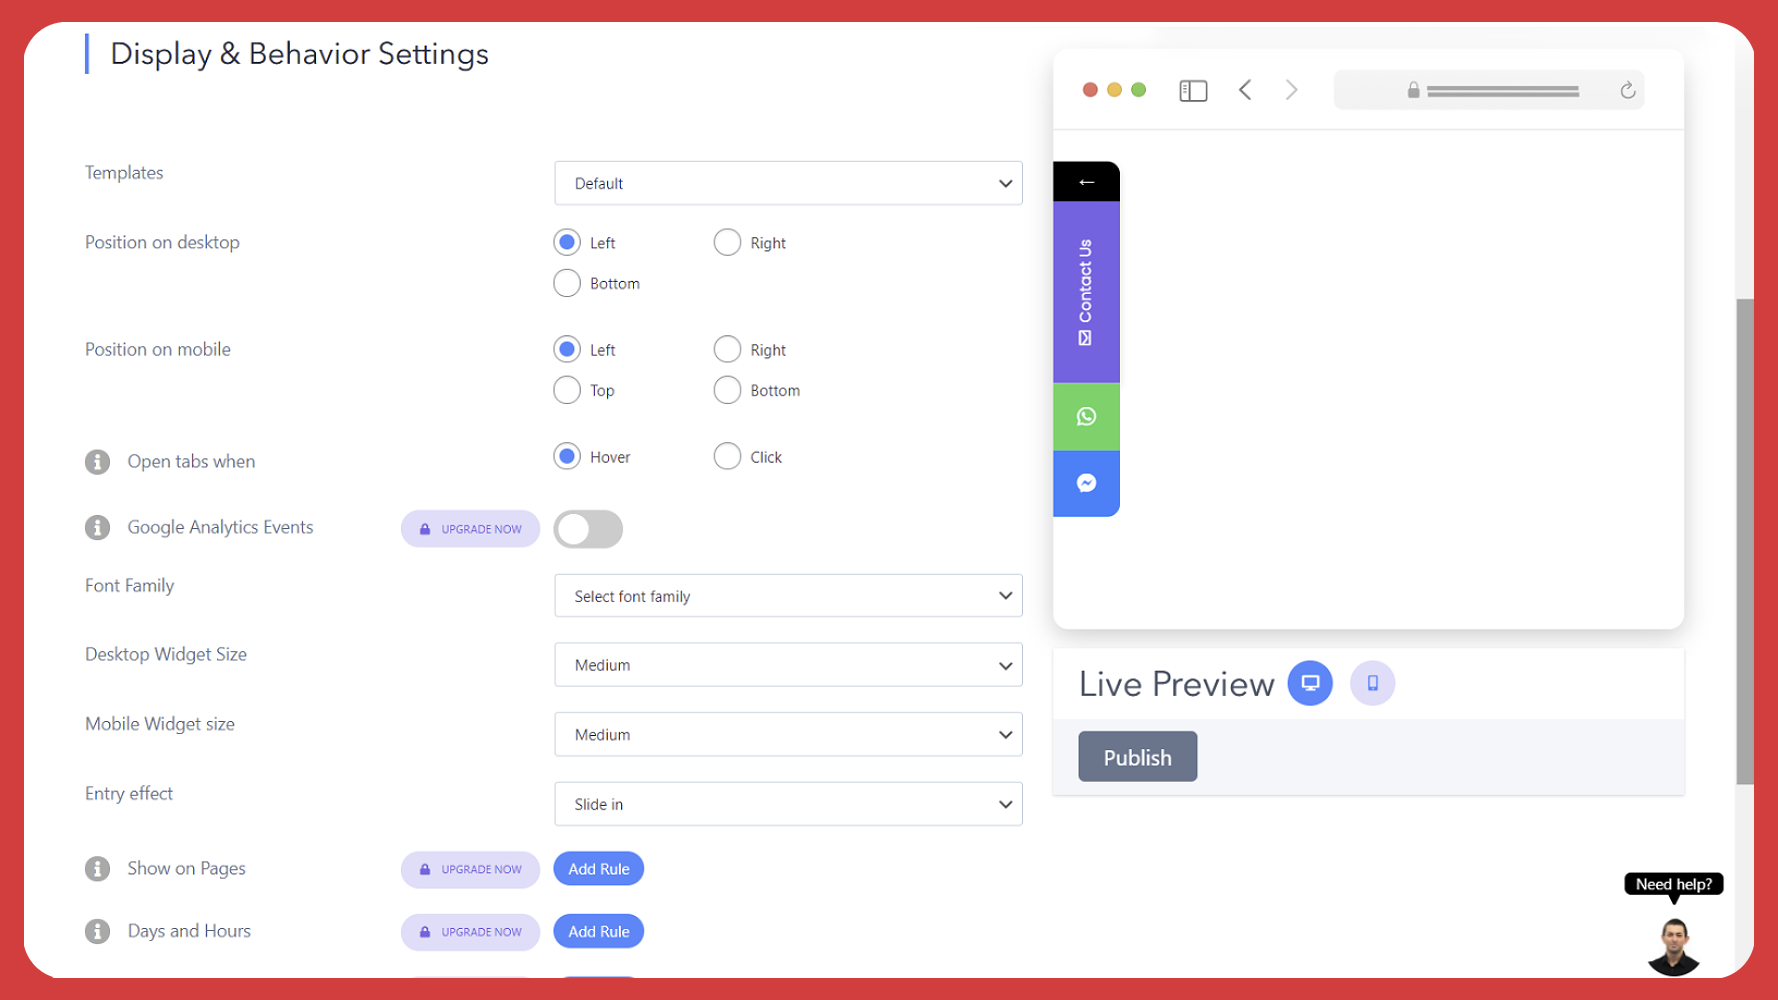 Display & Behavior Settings
Templates
Default
Position on desktop
Left
Right
Bottom
Position on mobile
Left
Right
Top
Bottom
Open tabs when
Hover
Click
Google Analytics Events
UPGRADE NOW
Font Family
Select font family
Desktop Widget Size
Medium
Mobile Widget size
Medium
Entry effect
Slide in
Show on Pages
UPGRADE NOW
Add Rule
Days and Hours
UPGRADE NOW
Add Rule
←
Contact Us
Live Preview
Publish
Need help?